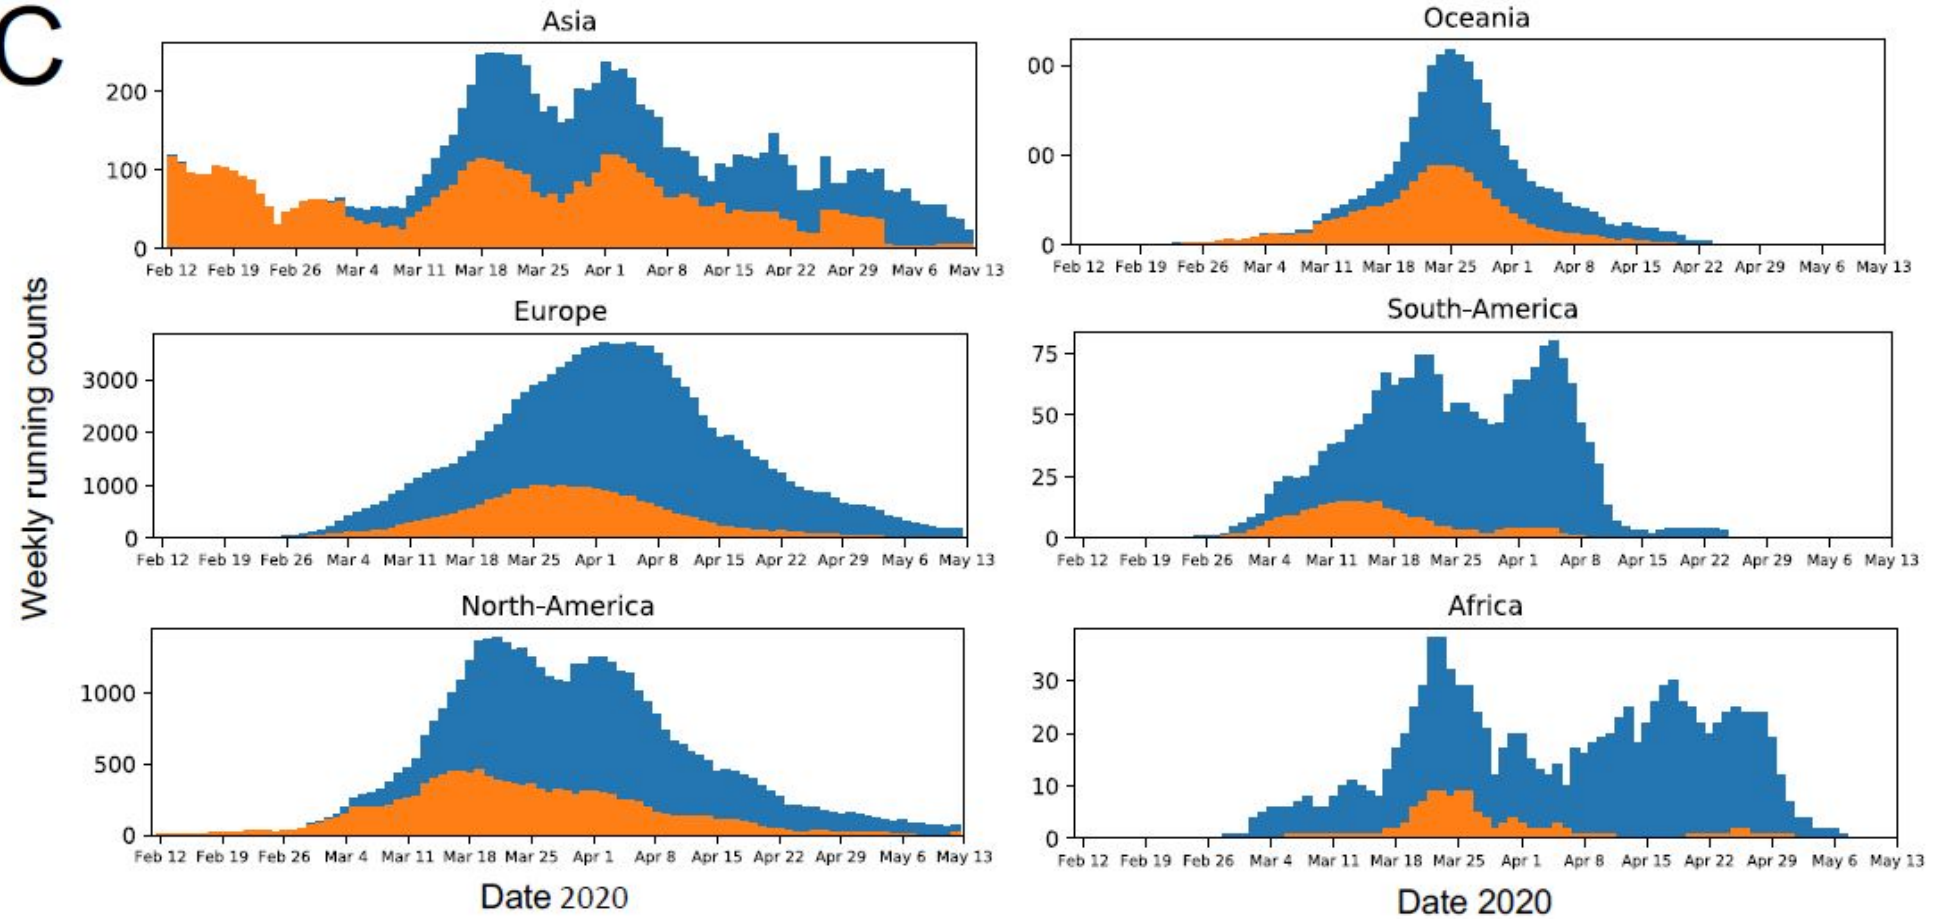 C
Asia
200
100
0
Feb 12 Feb 19 Feb 26 Mar 4 Mar 11 Mar 18 Mar 25 Apr 1 Apr 8 Apr 15 Apr 22 Apr 29 May 6 May 13
Oceania
00
00
0
Feb 12 Feb 19 Feb 26 Mar 4 Mar 11 Mar 18 Mar 25 Apr 1 Apr 8 Apr 15 Apr 22 Apr 29 May 6 May 13
Weekly running counts
Europe
3000
2000
1000
0
Feb 12 Feb 19 Feb 26 Mar 4 Mar 11 Mar 18 Mar 25 Apr 1 Apr 8 Apr 15 Apr 22 Apr 29 May 6 May 13
South-America
75
50
25
0
Feb 12 Feb 19 Feb 26 Mar 4 Mar 11 Mar 18 Mar 25 Apr 1 Apr 8 Apr 15 Apr 22 Apr 29 May 6 May 13
North-America
1000
500
0
Feb 12 Feb 19 Feb 26 Mar 4 Mar 11 Mar 18 Mar 25 Apr 1 Apr 8 Apr 15 Apr 22 Apr 29 May 6 May 13
Date 2020
Africa
30
20
10
0
Feb 12 Feb 19 Feb 26 Mar 4 Mar 11 Mar 18 Mar 25 Apr 1 Apr 8 Apr 15 Apr 22 Apr 29 May 6 May 13
Date 2020